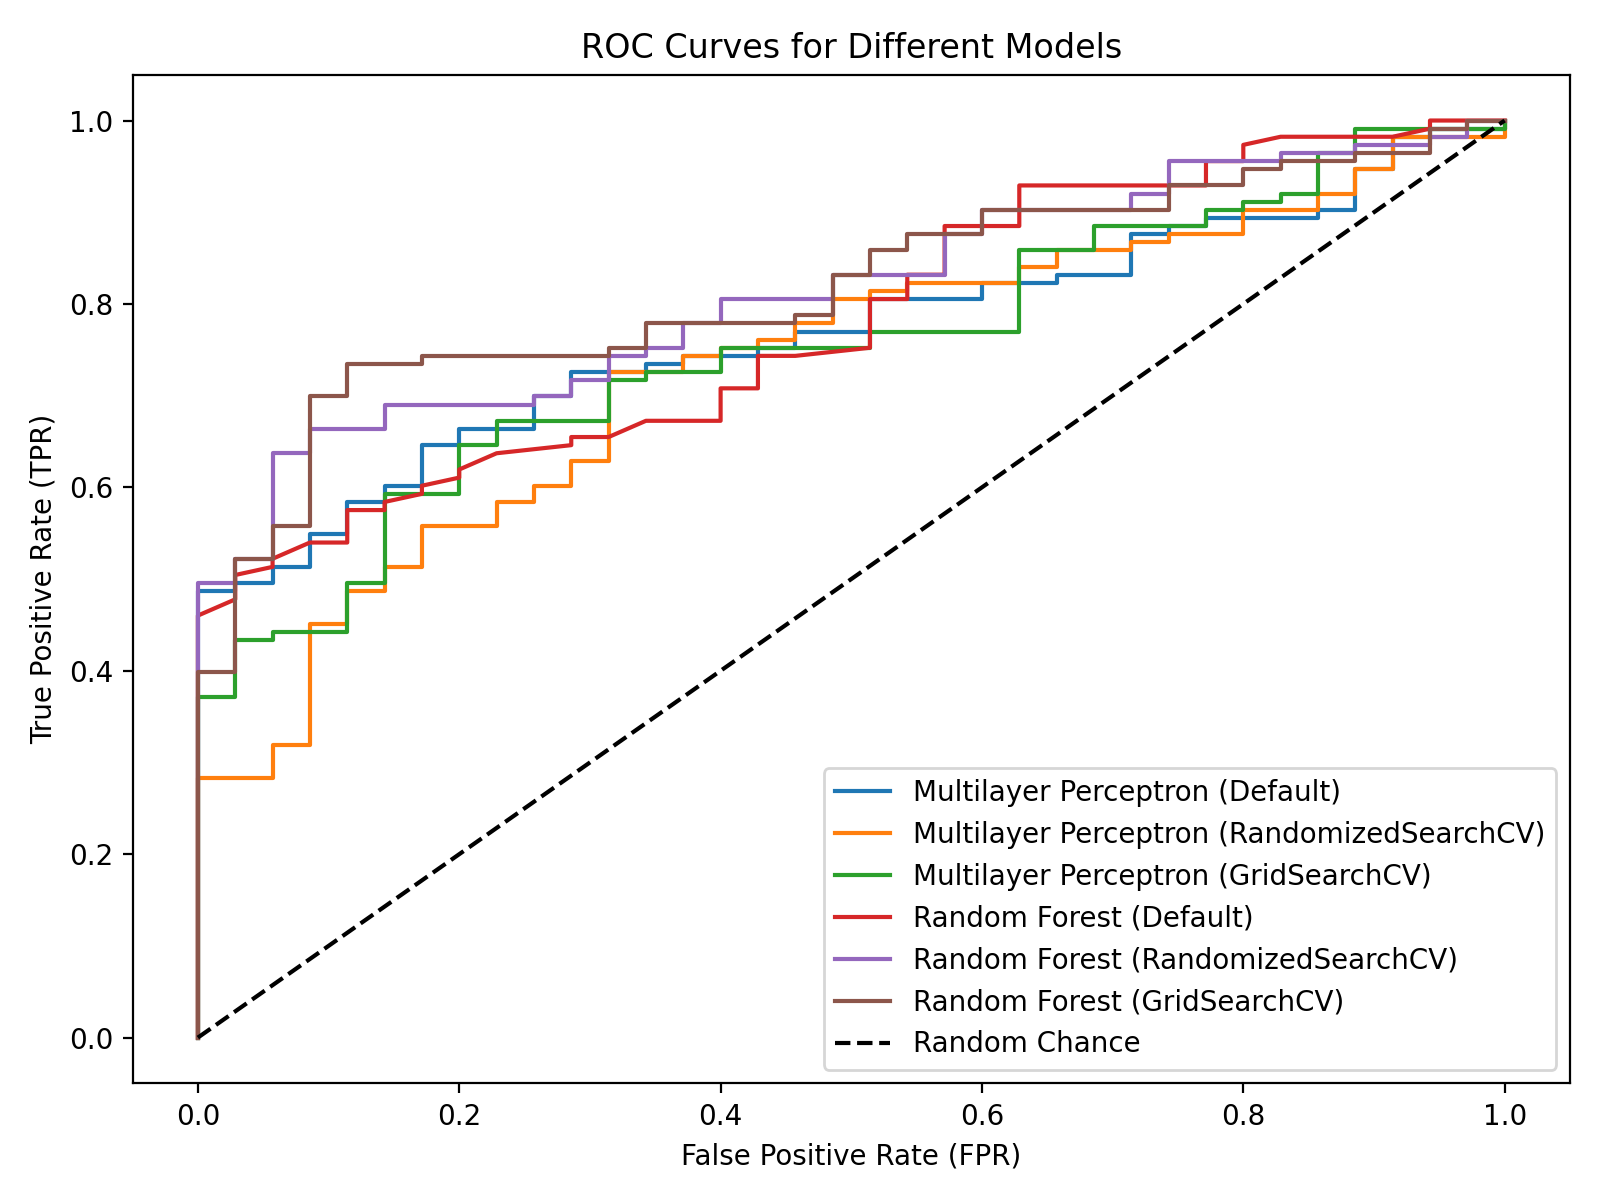 ROC Curves for Different Models
True Positive Rate (TPR)
1.0
0.8
0.6
0.4
0.2
0.0
Multilayer Perceptron (Default)
Multilayer Perceptron (RandomizedSearchCV)
Multilayer Perceptron (GridSearchCV)
Random Forest (Default)
Random Forest (RandomizedSearchCV)
Random Forest (GridSearchCV)
Random Chance
0.0 0.2 0.4 0.6 0.8 1.0
False Positive Rate (FPR)